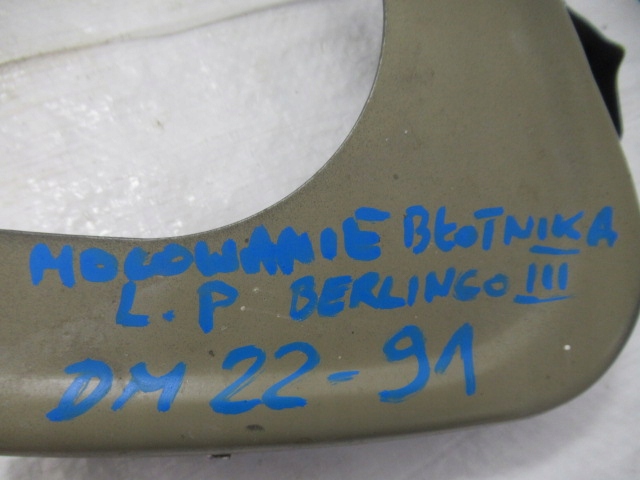 MOCOWANIE BŁOTNIKA
L.P BERLINGO III
DM 22-91